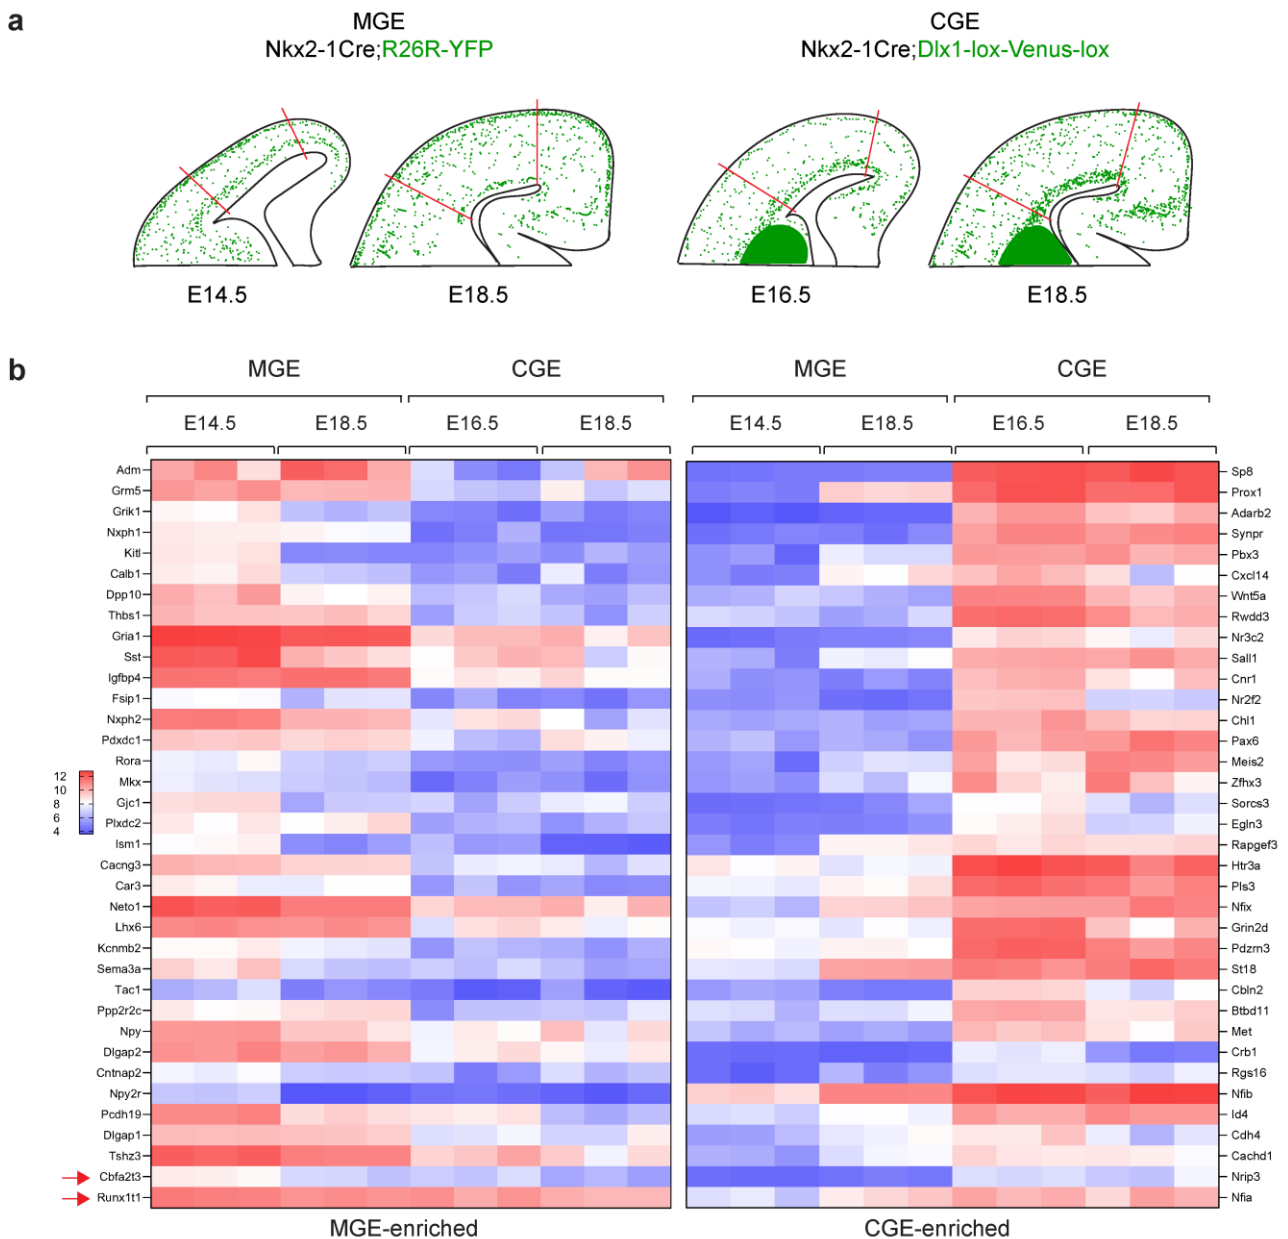 a
MGE
Nkx2-1Cre;R26R-YFP
CGE
Nkx2-1Cre;Dlx1-lox-Venus-lox
E14.5
E18.5
E16.5
E18.5
b
MGE
CGE
MGE
CGE
E14.5
E18.5
E16.5
E18.5
E14.5
E18.5
E16.5
E18.5
Adm
Grm5
Grik1
Nxph1
Kitl
Calb1
Dpp10
Thbs1
Gria1
Sst
Igfbp4
Fsip1
Nxph2
Pdxdc1
Rora
Mkx
Gjc1
Plxdc2
Ism1
Cacng3
Car3
Neto1
Lhx6
Kcnmb2
Sema3a
Tac1
Ppp2r2c
Npy
Dlgap2
Cntnap2
Npy2r
Pcdh19
Dlgap1
Tshz3
Cbfa2t3
Runx1t1
12
10
8
6
4
Sp8
Prox1
Adarb2
Synpr
Pbx3
Cxcl14
Wnt5a
Rwdd3
Nr3c2
Sall1
Cnr1
Nr2f2
Chl1
Pax6
Meis2
Zfhx3
Sorcs3
Egln3
Rapgef3
Htr3a
Pls3
Nfix
Grin2d
Pdzrn3
St18
Cbln2
Btbd11
Met
Crb1
Rgs16
Nfib
Id4
Cdh4
Cachd1
Nrip3
Nfia
MGE-enriched
CGE-enriched